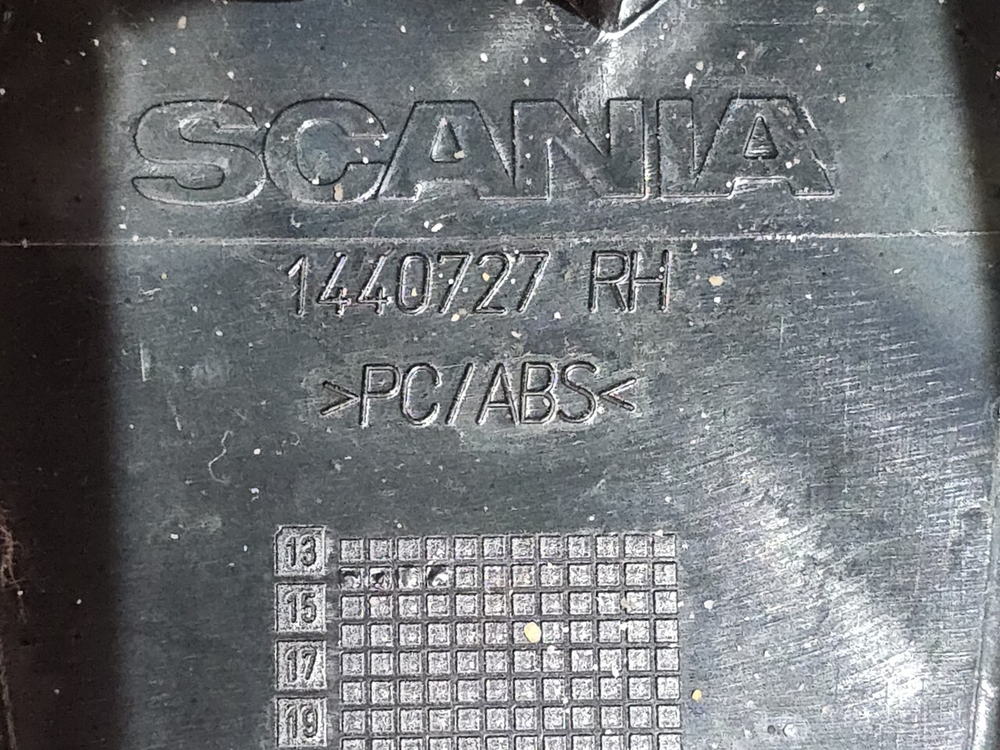 SCANIA
1440727 RH
>PC/ABS<
13
15
17
19